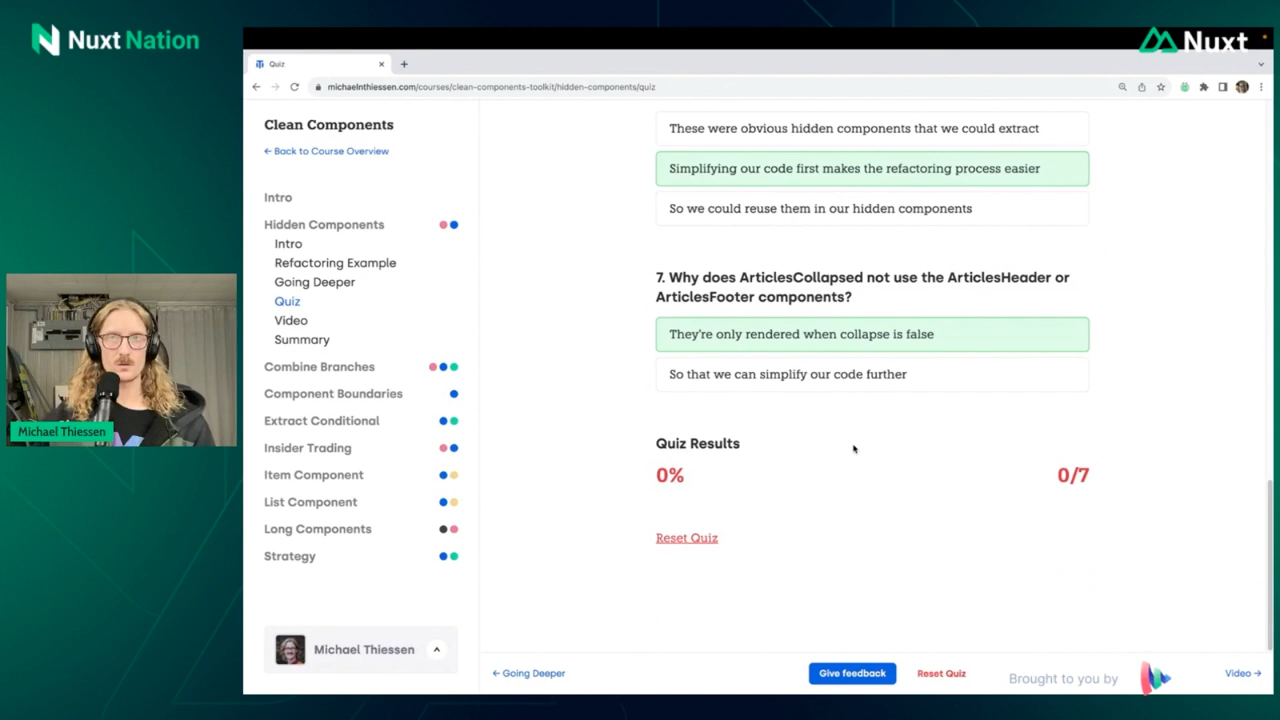 Nuxt Nation
Nuxt
Quiz
michaelnthiessen.com/courses/clean-components-toolkit/hidden-components/quiz
Clean Components
← Back to Course Overview
Intro
Hidden Components
Intro
Refactoring Example
Going Deeper
Quiz
Video
Summary
Combine Branches
Component Boundaries
Extract Conditional
Insider Trading
Item Component
List Component
Long Components
Strategy
Michael Thiessen
These were obvious hidden components that we could extract
Simplifying our code first makes the refactoring process easier
So we could reuse them in our hidden components
7. Why does ArticlesCollapsed not use the ArticlesHeader or
ArticlesFooter components?
They're only rendered when collapse is false
So that we can simplify our code further
Quiz Results
0% 0/7
Reset Quiz
← Going Deeper Give feedback Reset Quiz Video →
Brought to you by
Michael Thiessen